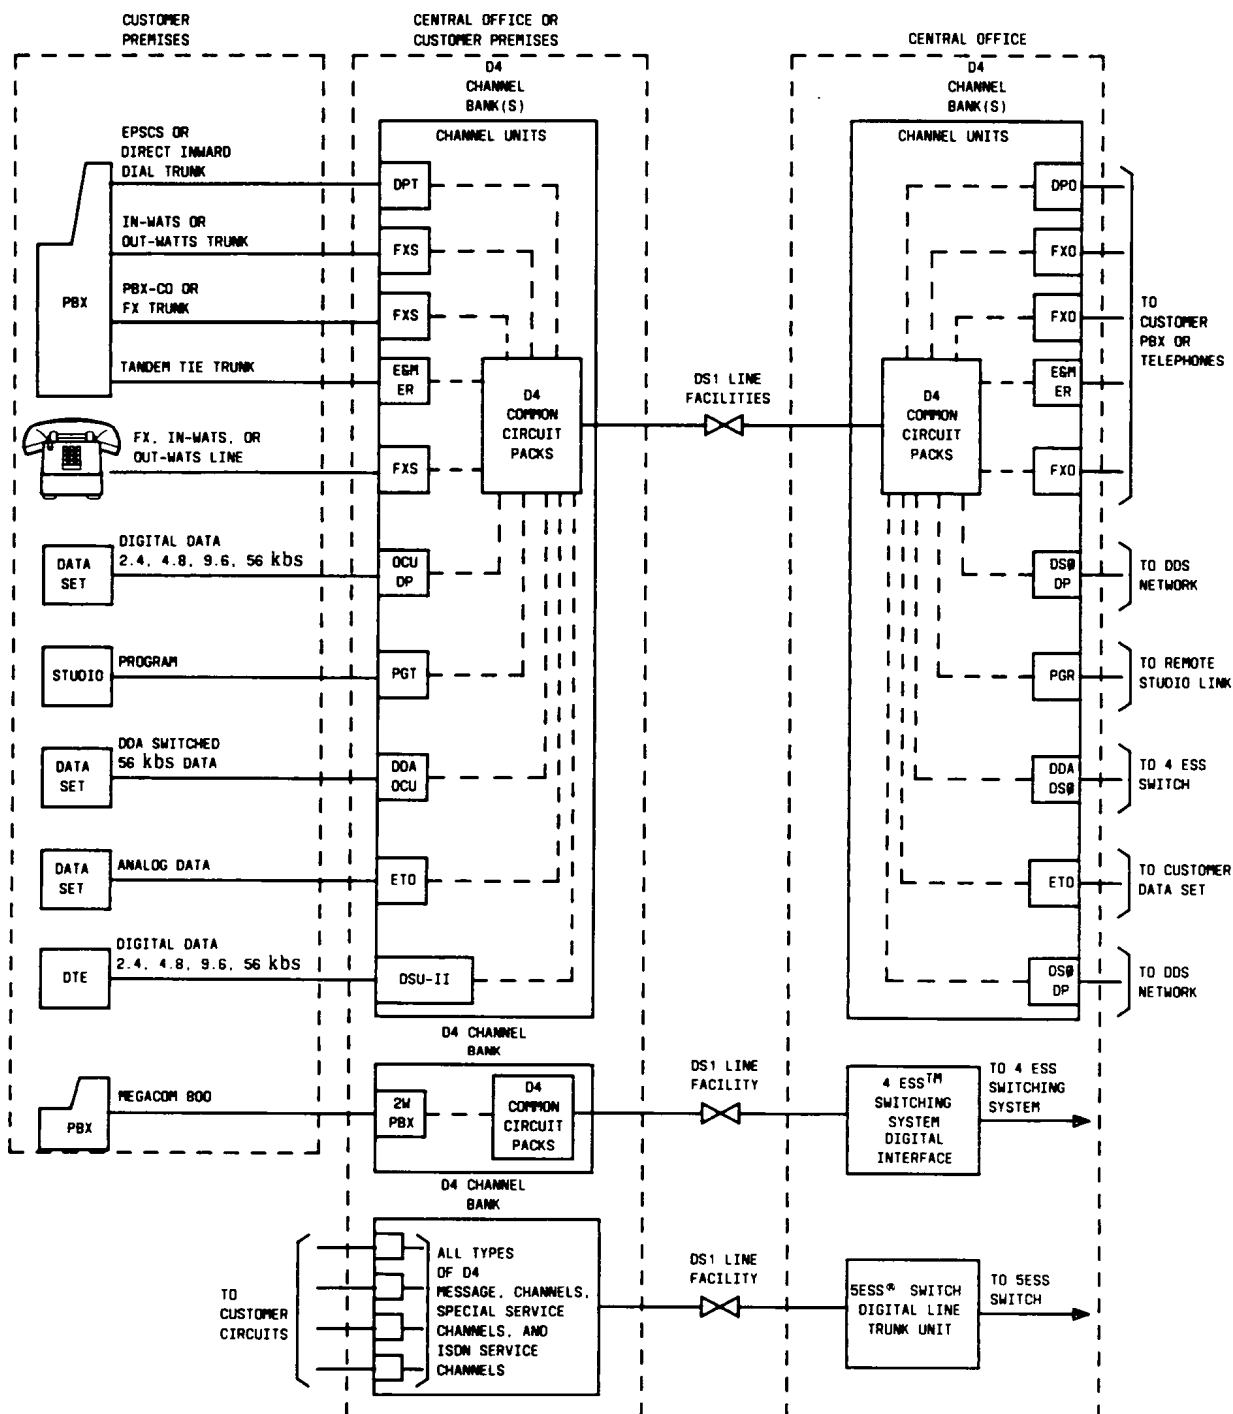 CUSTOMER
PREMISES
CENTRAL OFFICE OR
CUSTOMER PREMISES
CENTRAL OFFICE
D4
CHANNEL
BANK(S)
D4
CHANNEL
BANK(S)
CHANNEL UNITS
CHANNEL UNITS
EPSCS OR
DIRECT INWARD
DIAL TRUNK
DPT
DPO
IN-WATS OR
OUT-WATTS TRUNK
FXS
FXO
PBX
PBX-CO OR
FX TRUNK
FXS
FXO
TO
CUSTOMER
PBX OR
TELEPHONES
TANDEM TIE TRUNK
E&M
ER
D4
COMMON
CIRCUIT
PACKS
DS1 LINE
FACILITIES
D4
COMMON
CIRCUIT
PACKS
E&M
ER
FX, IN-WATS, OR
OUT-WATS LINE
FXS
FXO
DATA
SET
DIGITAL DATA
2.4, 4.8, 9.6, 56 kbs
OCU
DP
DSØ
DP
TO DDS
NETWORK
STUDIO
PROGRAM
PGT
PGR
TO REMOTE
STUDIO LINK
DATA
SET
DDA SWITCHED
56 kbs DATA
DDA
OCU
DDA
DSØ
TO 4 ESS
SWITCH
DATA
SET
ANALOG DATA
ETO
ETO
TO CUSTOMER
DATA SET
DTE
DIGITAL DATA
2.4, 4.8, 9.6, 56 kbs
DSU-II
DSØ
DP
TO DDS
NETWORK
D4 CHANNEL
BANK
PBX
MEGACOM 800
2W
PBX
D4
COMMON
CIRCUIT
PACKS
DS1 LINE
FACILITY
4 ESS™
SWITCHING
SYSTEM
DIGITAL
INTERFACE
TO 4 ESS
SWITCHING
SYSTEM
D4 CHANNEL
BANK
TO
CUSTOMER
CIRCUITS
ALL TYPES
OF D4
MESSAGE, CHANNELS,
SPECIAL SERVICE
CHANNELS, AND
ISDN SERVICE
CHANNELS
DS1 LINE
FACILITY
5ESS® SWITCH
DIGITAL LINE
TRUNK UNIT
TO 5ESS
SWITCH